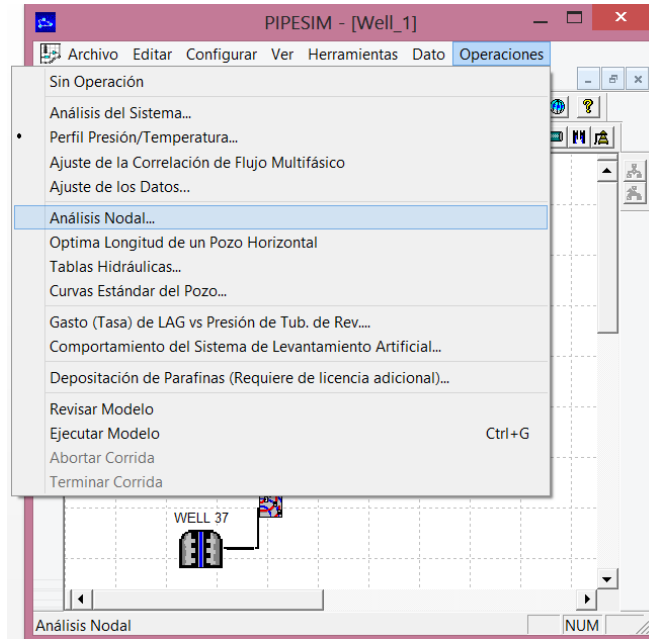 PIPESIM - [Well_1]
Archivo Editar Configurar Ver Herramientas Dato Operaciones
Sin Operación
Análisis del Sistema...
Perfil Presión/Temperatura...
Ajuste de la Correlación de Flujo Multifásico
Ajuste de los Datos...
Análisis Nodal...
Optima Longitud de un Pozo Horizontal
Tablas Hidráulicas...
Curvas Estándar del Pozo...
Gasto (Tasa) de LAG vs Presión de Tub. de Rev....
Comportamiento del Sistema de Levantamiento Artificial...
Depositación de Parafinas (Requiere de licencia adicional)...
Revisar Modelo
Ejecutar Modelo Ctrl+G
Abortar Corrida
Terminar Corrida
WELL 37
Análisis Nodal NUM